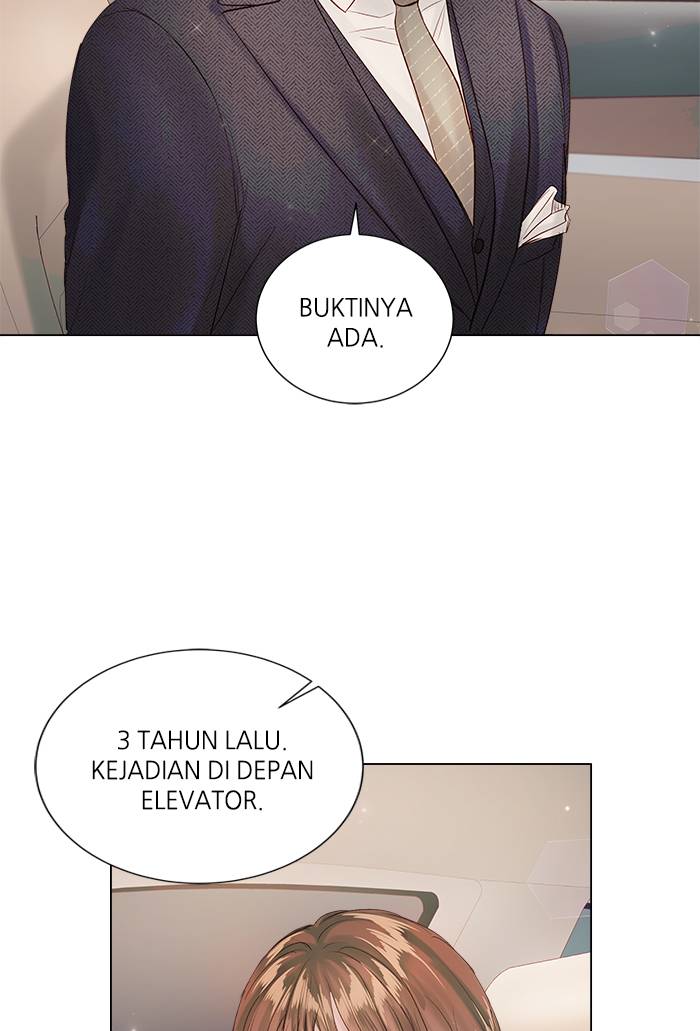 BUKTINYA
ADA.
3 TAHUN LALU.
KEJADIAN DI DEPAN
ELEVATOR.